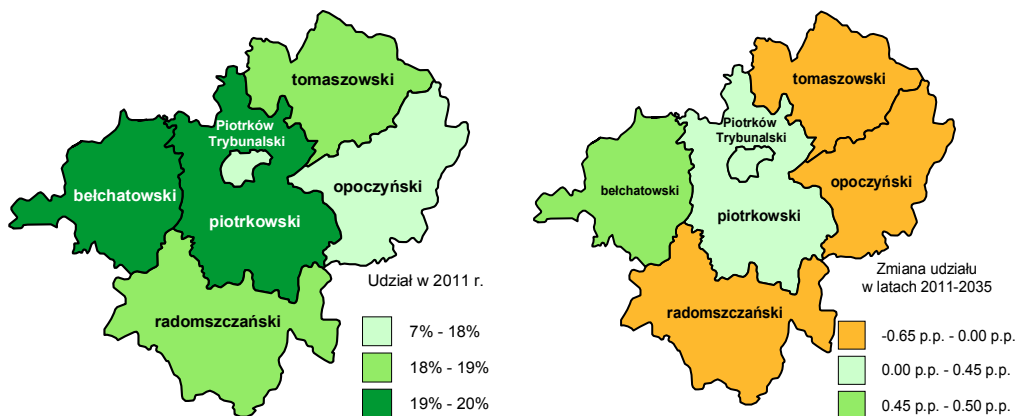 tomaszowski
Piotrków
Trybunalski
opoczyński
bełchatowski
piotrkowski
radomszczański
Udział w 2011 r.
7% - 18%
18% - 19%
19% - 20%
tomaszowski
Piotrków
Trybunalski
opoczyński
bełchatowski
piotrkowski
radomszczański
Zmiana udziału
w latach 2011-2035
-0.65 p.p. - 0.00 p.p.
0.00 p.p. - 0.45 p.p.
0.45 p.p. - 0.50 p.p.